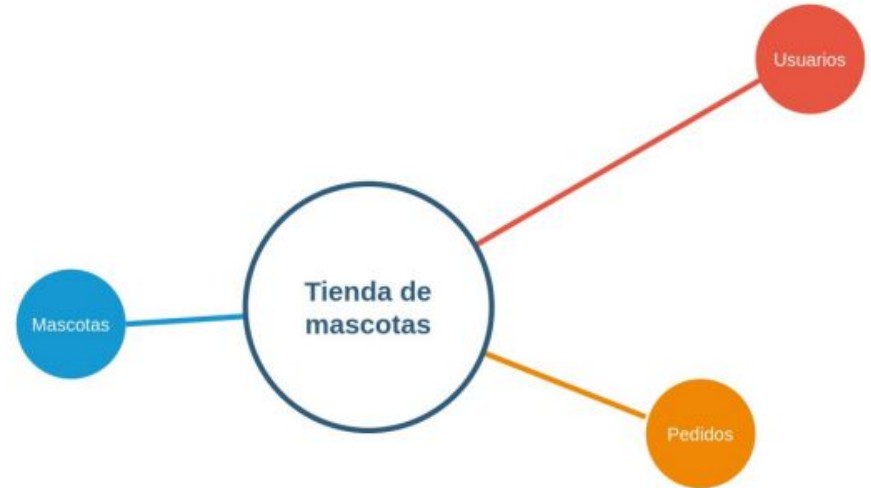 Usuarios
Tienda de
mascotas
Mascotas
Pedidos